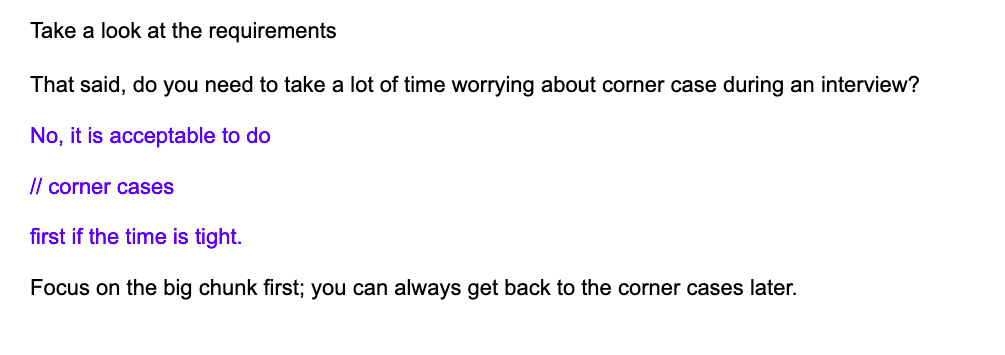 Take a look at the requirements
That said, do you need to take a lot of time worrying about corner case during an interview?
No, it is acceptable to do
// corner cases
first if the time is tight.
Focus on the big chunk first; you can always get back to the corner cases later.